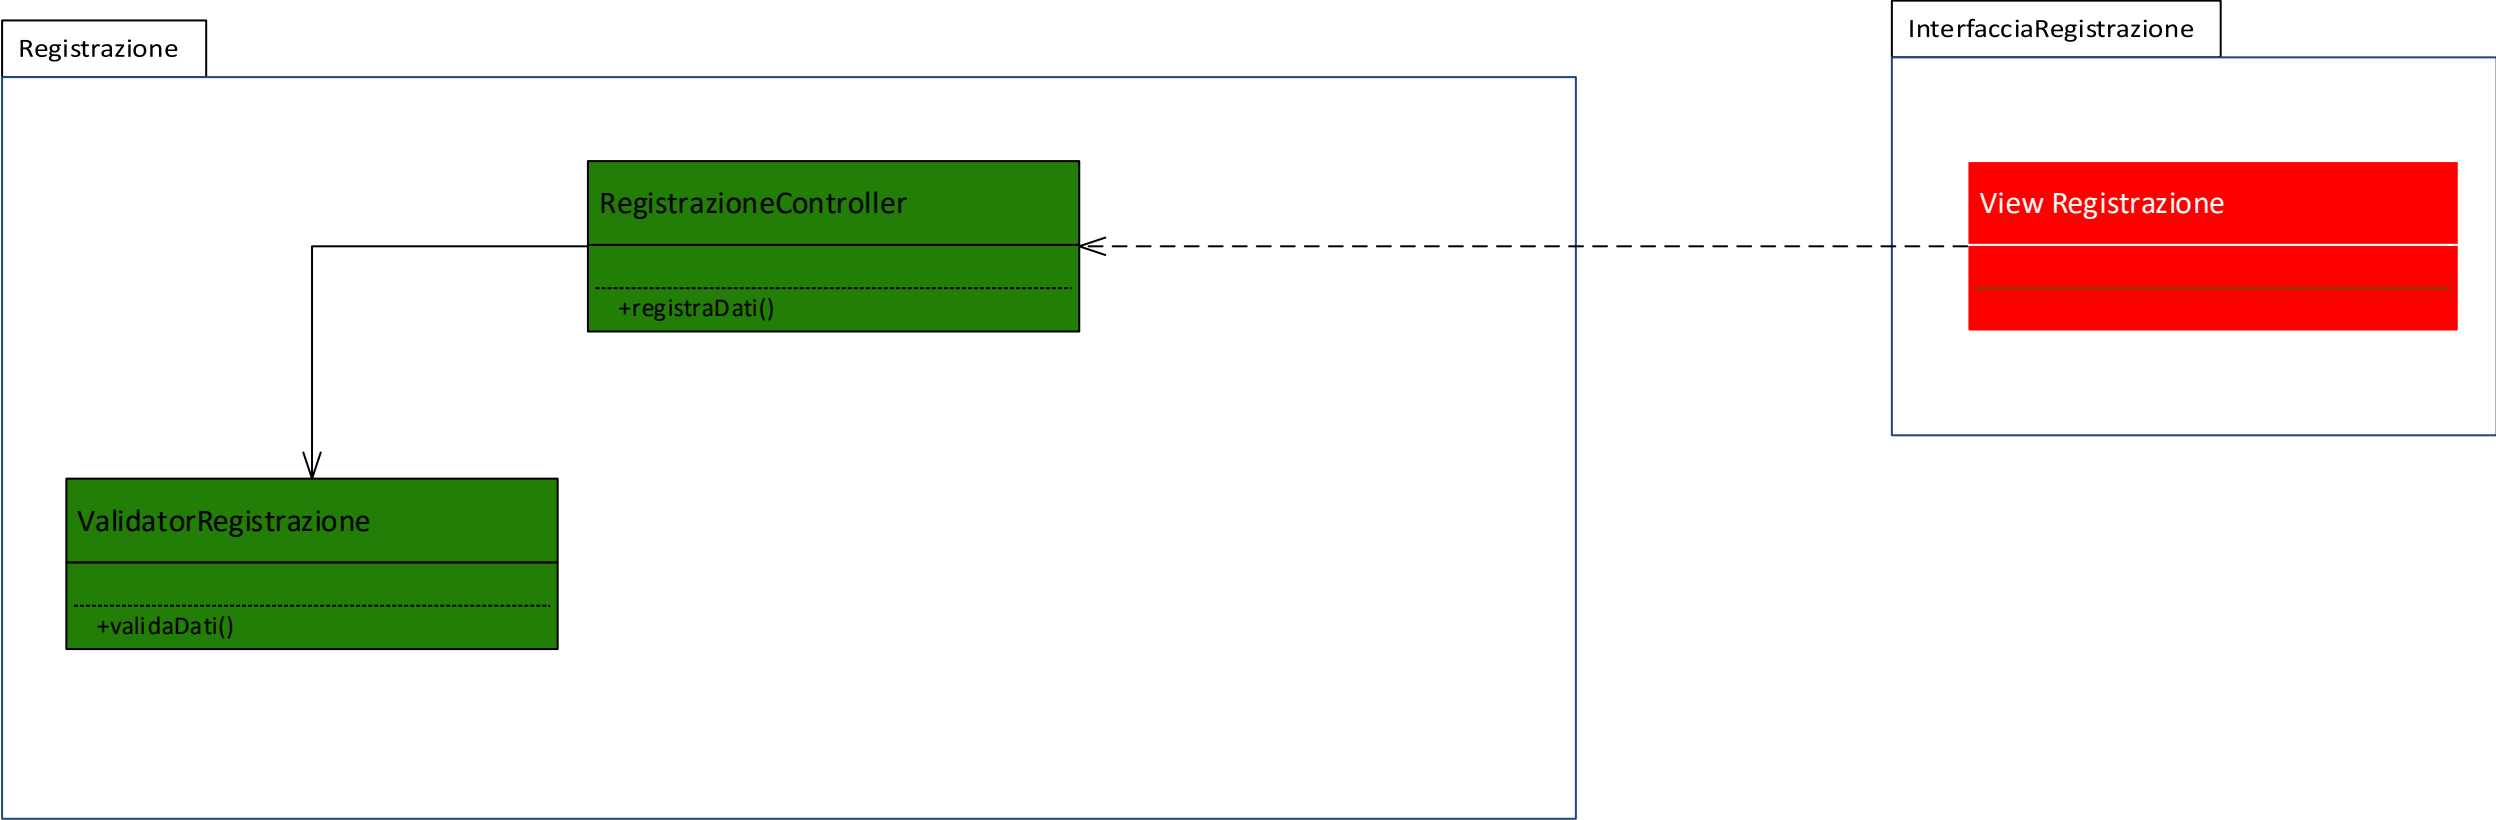 Registrazione
InterfacciaRegistrazione
RegistrazioneController
+registraDati()
View Registrazione
ValidatorRegistrazione
+validaDati()